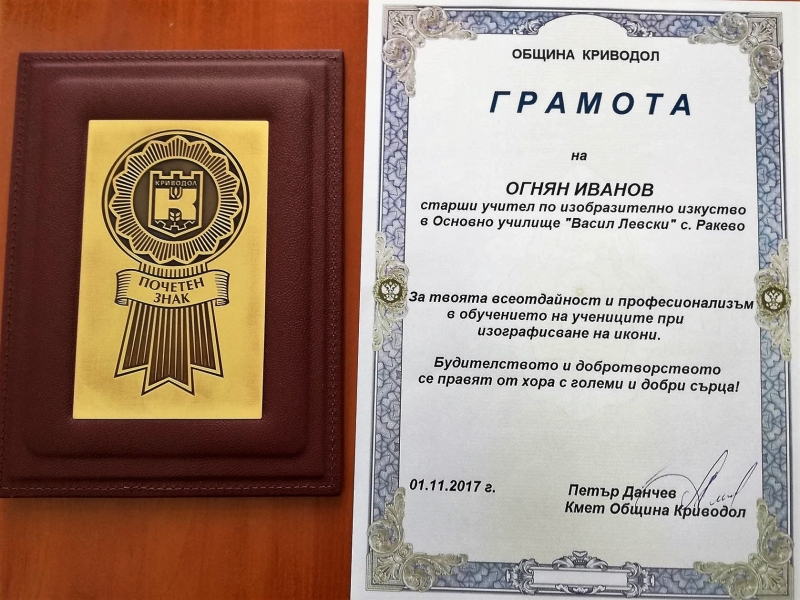 КРИВОДОЛ
ПОЧЕТЕН
ЗНАК
ОБЩИНА КРИВОДОЛ
ГРАМОТА
на
ОГНЯН ИВАНОВ
старши учител по изобразително изкуство
в Основно училище "Васил Левски" с. Ракево
За твоята всеотдайност и професионализъм
в обучението на учениците при
изографисване на икони.
Будителството и добротворството
се правят от хора с големи и добри сърца!
01.11.2017 г.
Петър Данчев
Кмет Община Криводол